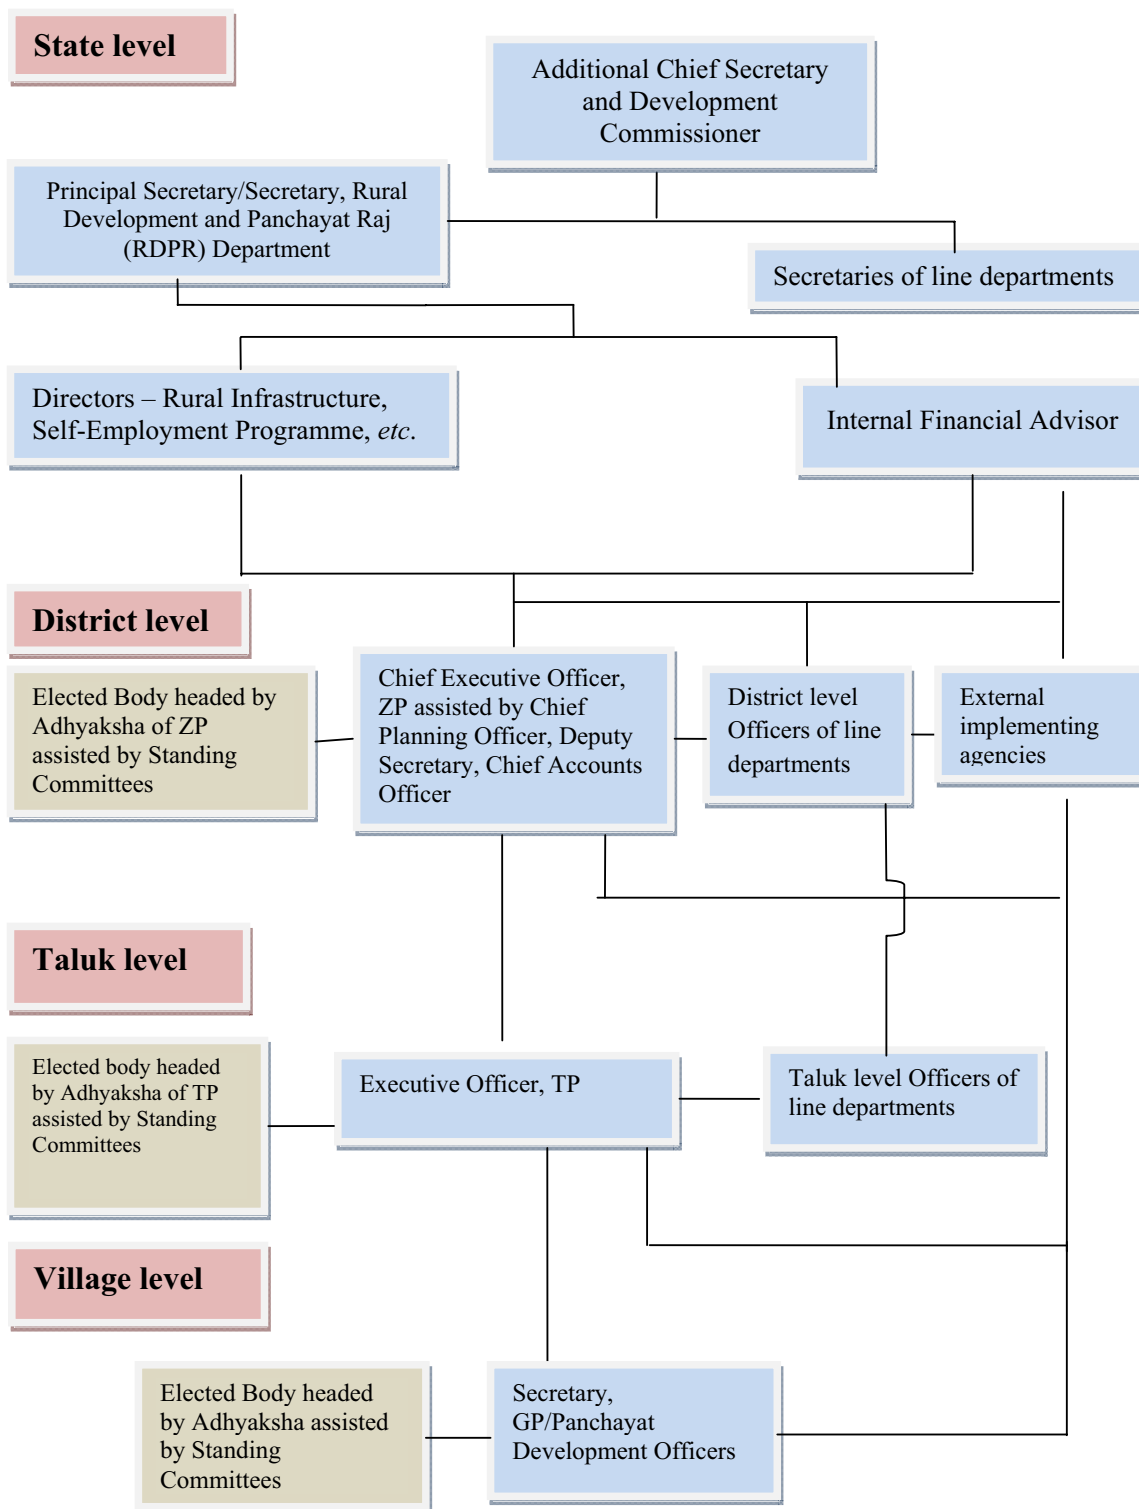 State level
Additional Chief Secretary
and Development
Commissioner
Principal Secretary/Secretary, Rural
Development and Panchayat Raj
(RDPR) Department
Secretaries of line departments
Directors – Rural Infrastructure,
Self-Employment Programme, etc.
Internal Financial Advisor
District level
Elected Body headed by
Adhyaksha of ZP
assisted by Standing
Committees
Chief Executive Officer,
ZP assisted by Chief
Planning Officer, Deputy
Secretary, Chief Accounts
Officer
District level
Officers of line
departments
External
implementing
agencies
Taluk level
Elected body headed
by Adhyaksha of TP
assisted by Standing
Committees
Executive Officer, TP
Taluk level Officers of
line departments
Village level
Elected Body headed
by Adhyaksha assisted
by Standing
Committees
Secretary,
GP/Panchayat
Development Officers